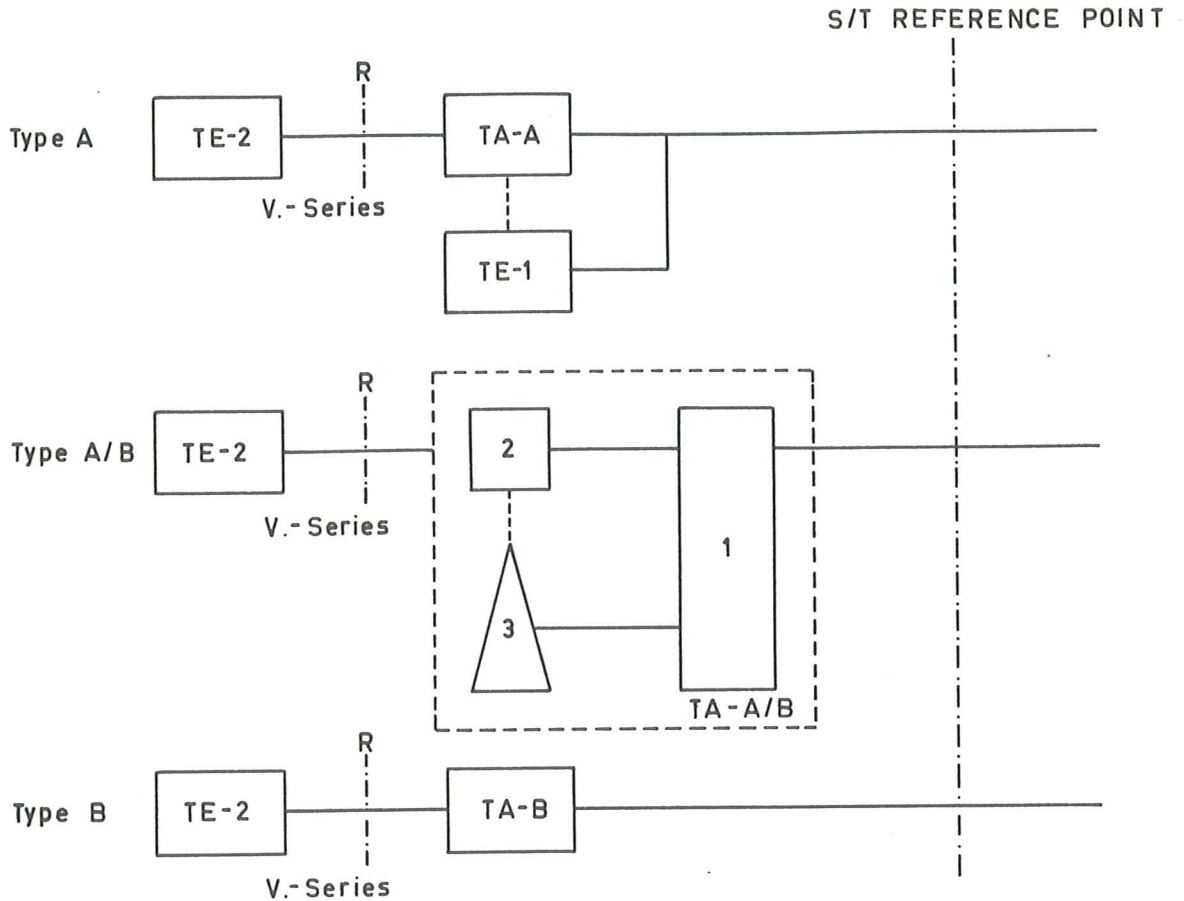 S/T REFERENCE POINT
R
Type A
TE-2
TA-A
V.-Series
TE-1
R
Type A/B
TE-2
2
V.-Series
1
3
TA-A/B
R
Type B
TE-2
TA-B
V.-Series